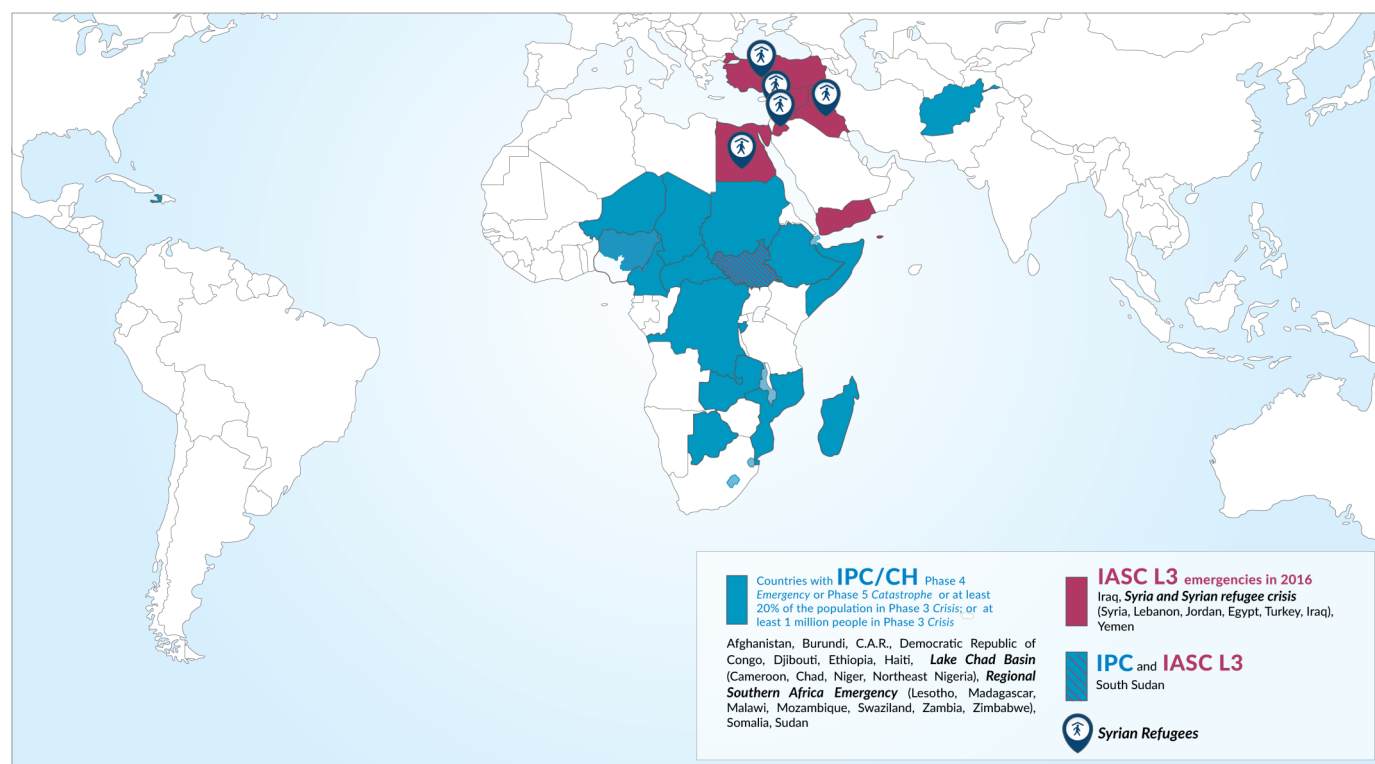 Countries with IPC/CH Phase 4
Emergency or Phase 5 Catastrophe or at least
20% of the population in Phase 3 Crisis; or at
least 1 million people in Phase 3 Crisis
Afghanistan, Burundi, C.A.R., Democratic Republic of
Congo, Djibouti, Ethiopia, Haiti, Lake Chad Basin
(Cameroon, Chad, Niger, Northeast Nigeria), Regional
Southern Africa Emergency (Lesotho, Madagascar,
Malawi, Mozambique, Swaziland, Zambia, Zimbabwe),
Somalia, Sudan
IASC L3 emergencies in 2016
Iraq, Syria and Syrian refugee crisis
(Syria, Lebanon, Jordan, Egypt, Turkey, Iraq),
Yemen
IPC and IASC L3
South Sudan
Syrian Refugees